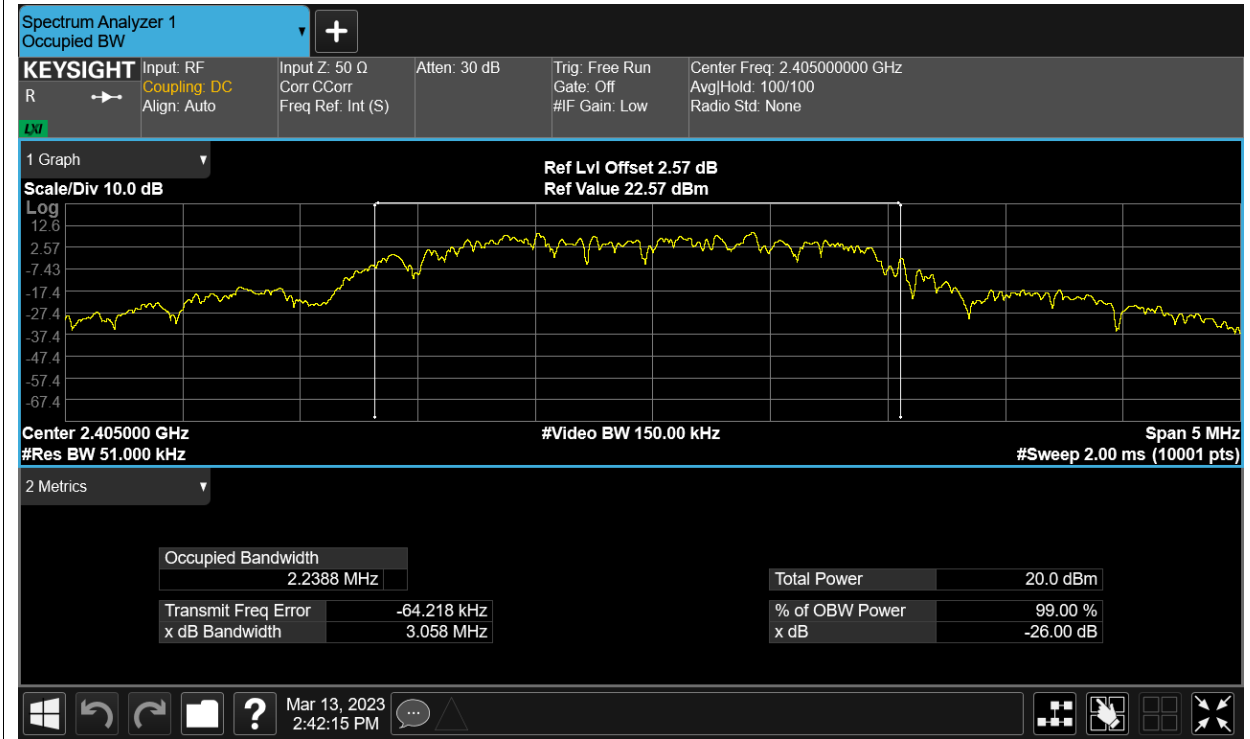 Spectrum Analyzer 1
Occupied BW
KEYSIGHT
R
LXI
Input: RF
Coupling: DC
Align: Auto
Input Z: 50 Ω
Corr CCorr
Freq Ref: Int (S)
Atten: 30 dB
Trig: Free Run
Gate: Off
#IF Gain: Low
Center Freq: 2.405000000 GHz
Avg|Hold: 100/100
Radio Std: None
1 Graph
Scale/Div 10.0 dB
Ref Lvl Offset 2.57 dB
Ref Value 22.57 dBm
Log
12.6
2.57
-7.43
-17.4
-27.4
-37.4
-47.4
-57.4
-67.4
Center 2.405000 GHz
#Video BW 150.00 kHz
Span 5 MHz
#Res BW 51.000 kHz
#Sweep 2.00 ms (10001 pts)
2 Metrics
Occupied Bandwidth
2.2388 MHz
Total Power 20.0 dBm
Transmit Freq Error -64.218 kHz
% of OBW Power 99.00 %
x dB Bandwidth 3.058 MHz
x dB -26.00 dB
?
Mar 13, 2023
2:42:15 PM